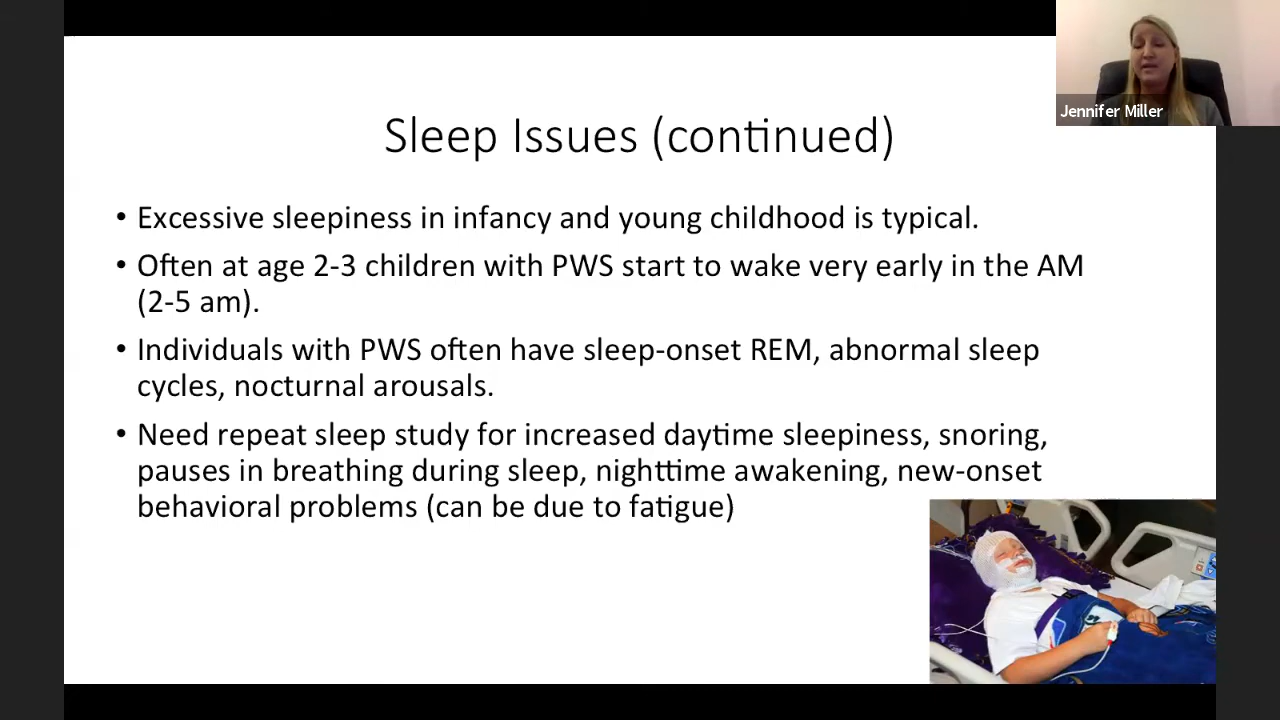 Jennifer Miller
Sleep Issues (continued)
• Excessive sleepiness in infancy and young childhood is typical.
• Often at age 2-3 children with PWS start to wake very early in the AM
(2-5 am).
• Individuals with PWS often have sleep-onset REM, abnormal sleep
cycles, nocturnal arousals.
• Need repeat sleep study for increased daytime sleepiness, snoring,
pauses in breathing during sleep, nighttime awakening, new-onset
behavioral problems (can be due to fatigue)